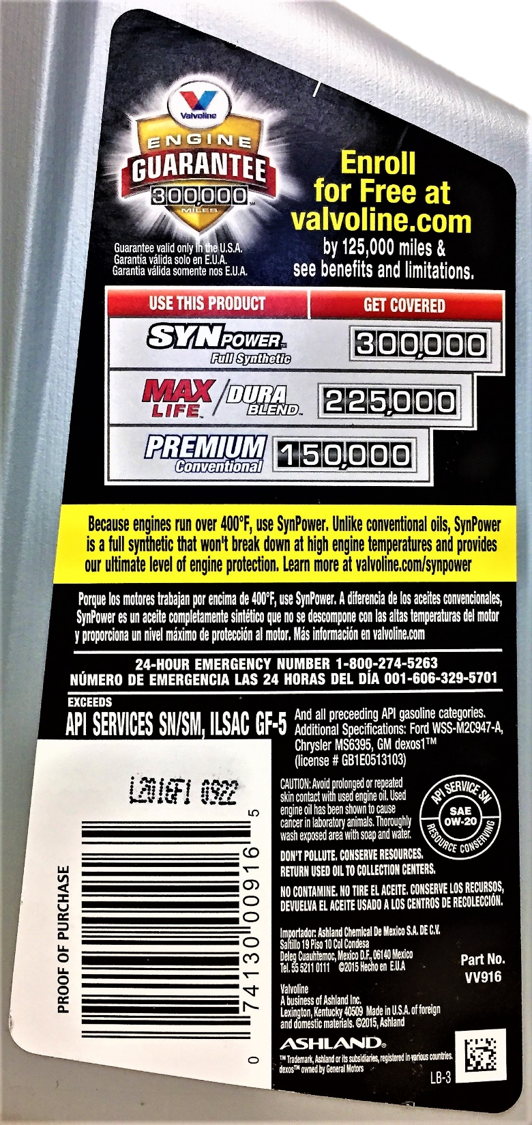 Valvoline
ENGINE
GUARANTEE
300,000
MILES
Guarantee valid only in the U.S.A.
Garantía válida solo en E.U.A.
Garantía válida somente nos E.U.A.
Enroll
for Free at
valvoline.com
by 125,000 miles &
see benefits and limitations.
USE THIS PRODUCT GET COVERED
SYNPOWER™ 300,000
Full Synthetic
MAX LIFE™/DURA BLEND™ 225,000
PREMIUM 150,000
Conventional
Because engines run over 400°F, use SynPower. Unlike conventional oils, SynPower
is a full synthetic that won't break down at high engine temperatures and provides
our ultimate level of engine protection. Learn more at valvoline.com/synpower
Porque los motores trabajan por encima de 400°F, use SynPower. A diferencia de los aceites convencionales,
SynPower es un aceite completamente sintético que no se descompone con las altas temperaturas del motor
y proporciona un nivel máximo de protección al motor. Más información en valvoline.com
24-HOUR EMERGENCY NUMBER 1-800-274-5263
NÚMERO DE EMERGENCIA LAS 24 HORAS DEL DÍA 001-606-329-5701
EXCEEDS
API SERVICES SN/SM, ILSAC GF-5
And all preceeding API gasoline categories.
Additional Specifications: Ford WSS-M2C947-A,
Chrysler MS6395, GM dexos1™
(license # GB1E0513103)
L201GF1 0922
PROOF OF PURCHASE
0 74130 00916 5
CAUTION: Avoid prolonged or repeated
skin contact with used engine oil. Used
engine oil has been shown to cause
cancer in laboratory animals. Thoroughly
wash exposed area with soap and water.
API SERVICE SN
SAE
0W-20
RESOURCE CONSERVING
DON'T POLLUTE. CONSERVE RESOURCES.
RETURN USED OIL TO COLLECTION CENTERS.
NO CONTAMINE. NO TIRE EL ACEITE. CONSERVE LOS RECURSOS,
DEVUELVA EL ACEITE USADO A LOS CENTROS DE RECOLECCIÓN.
Importador: Ashland Chemical De Mexico S.A. DE C.V.
Saltillo 19 Piso 10 Col Condesa
Deleg Cuauhtemoc, Mexico D.F., 06140 Mexico
Tel. 55 5211 0111 ©2015 Hecho en E.U.A
Part No.
VV916
Valvoline
A business of Ashland Inc.
Lexington, Kentucky 40509 Made in U.S.A. of foreign
and domestic materials. ©2015, Ashland
ASHLAND®
™ Trademark, Ashland or its subsidiaries, registered in various countries.
dexos™ owned by General Motors
LB-3